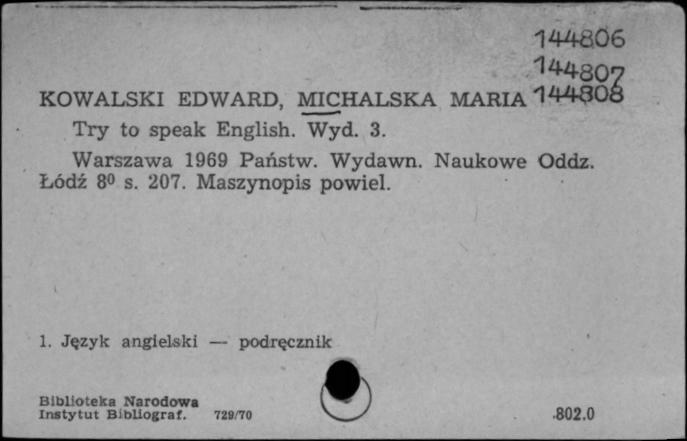 144806
144807
KOWALSKI EDWARD, MICHALSKA MARIA 144808
Try to speak English. Wyd. 3.
Warszawa 1969 Państw. Wydawn. Naukowe Oddz.
Łódź 8⁰ s. 207. Maszynopis powiel.
1. Język angielski — podręcznik
Biblioteka Narodowa
Instytut Bibliograf. 729/70 .802.0